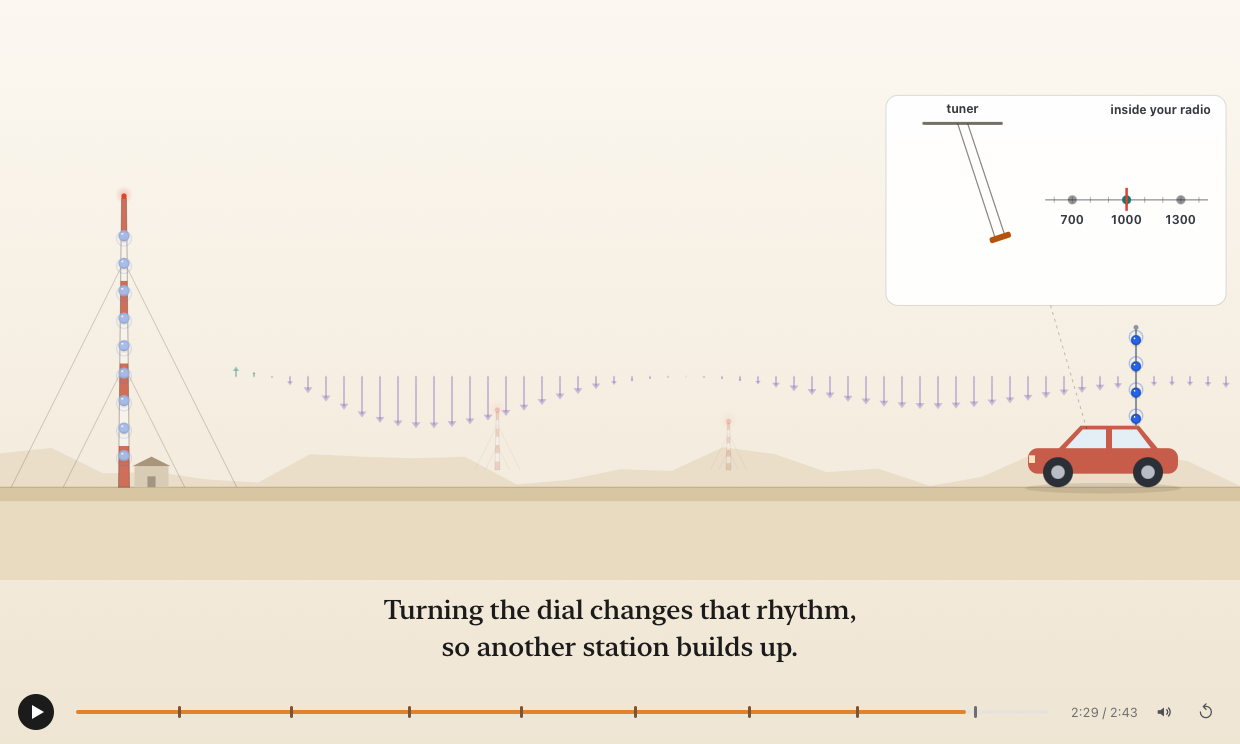 tuner
inside your radio
700 1000 1300
Turning the dial changes that rhythm,
so another station builds up.
2:29 / 2:43